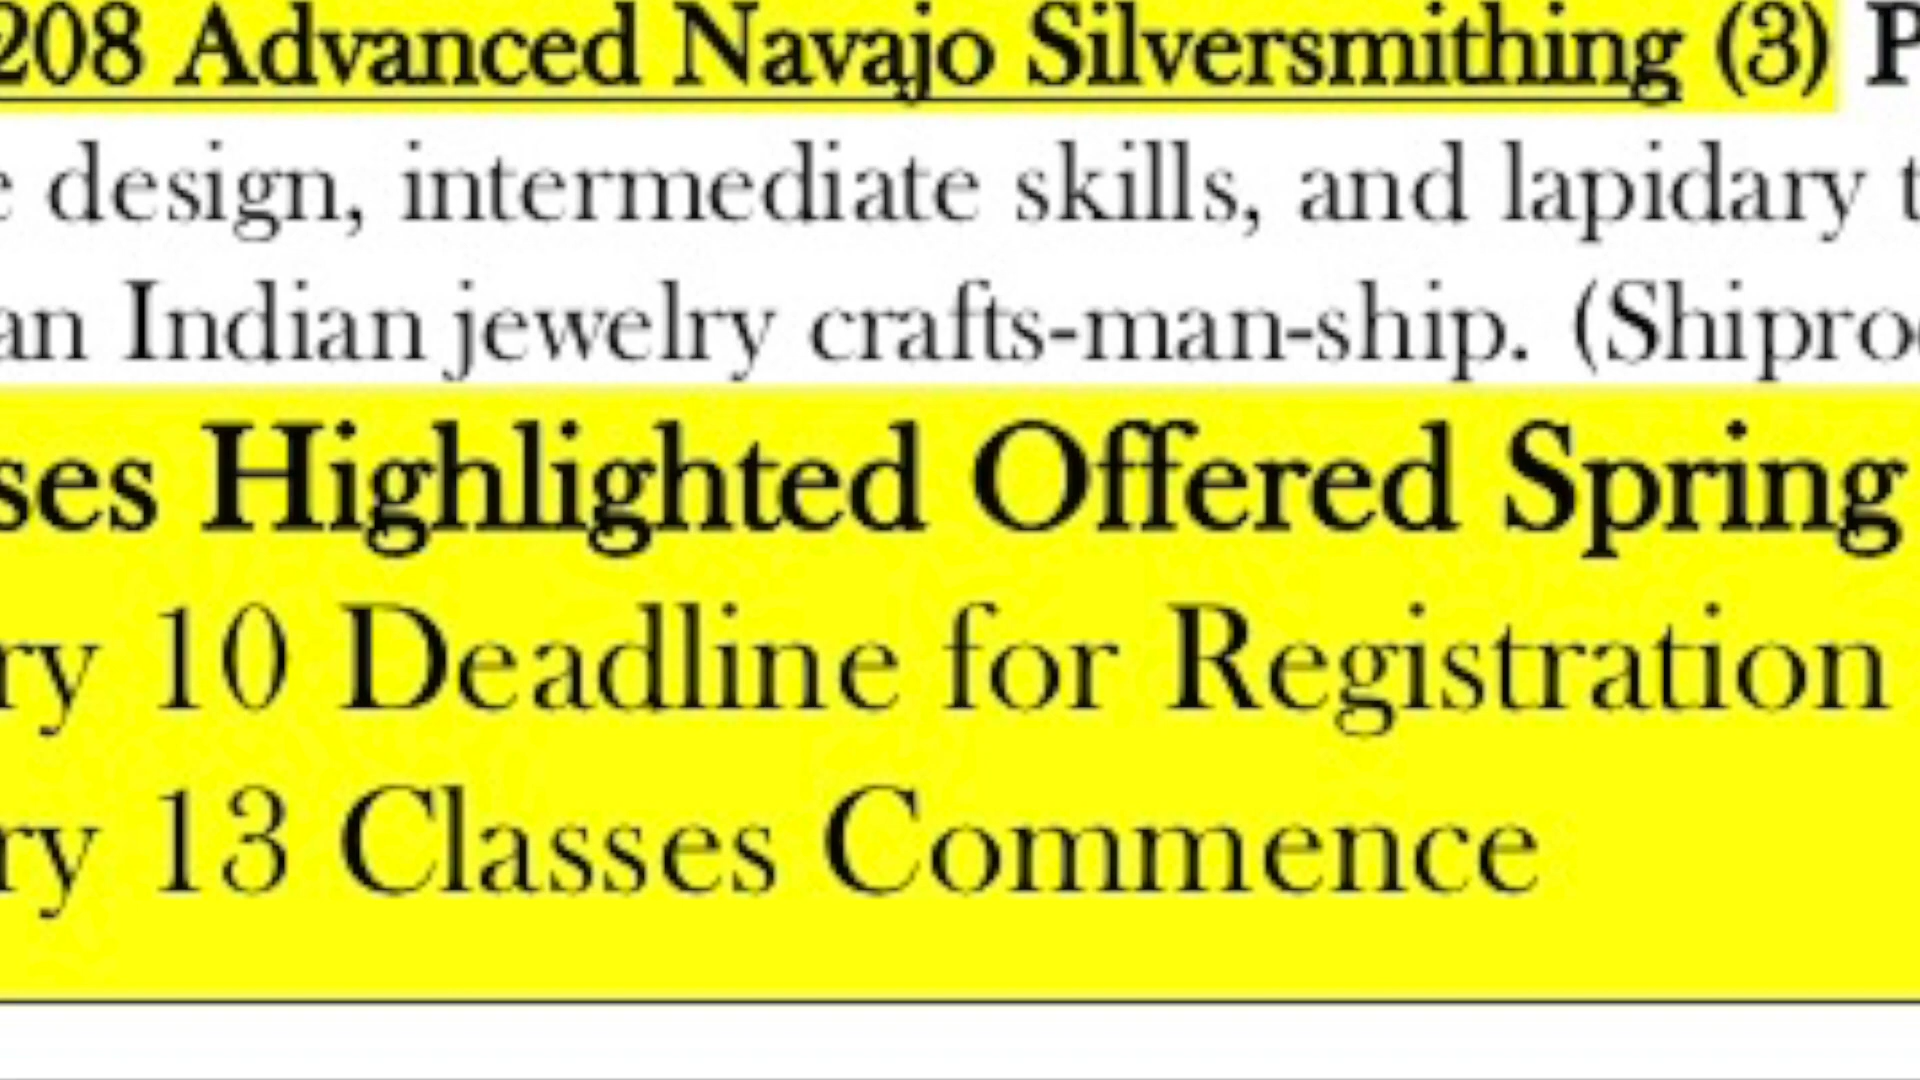 208 Advanced Navajo Silversmithing (3) P
e design, intermediate skills, and lapidary t
an Indian jewelry crafts-man-ship. (Shiproc
ses Highlighted Offered Spring
ry 10 Deadline for Registration
ry 13 Classes Commence